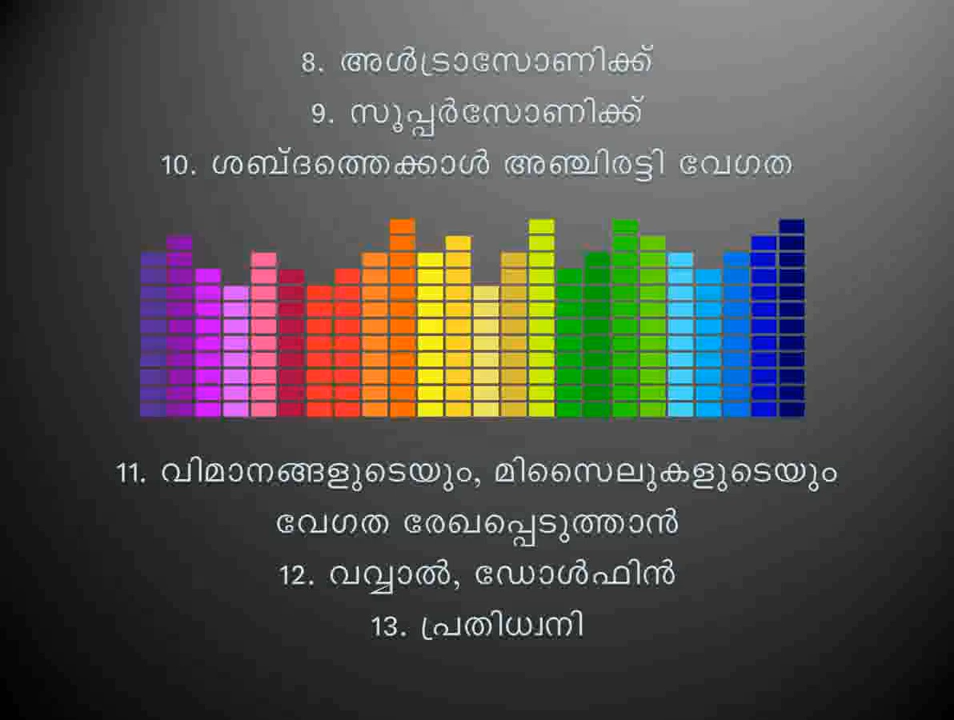 8. അൾട്രാസോണിക്ക്
9. സൂപ്പർസോണിക്ക്
10. ശബ്ദത്തെക്കാൾ അഞ്ചിരട്ടി വേഗത
11. വിമാനങ്ങളുടെയും, മിസൈലുകളുടെയും
വേഗത രേഖപ്പെടുത്താൻ
12. വവ്വാൽ, ഡോൾഫിൻ
13. പ്രതിധ്വനി